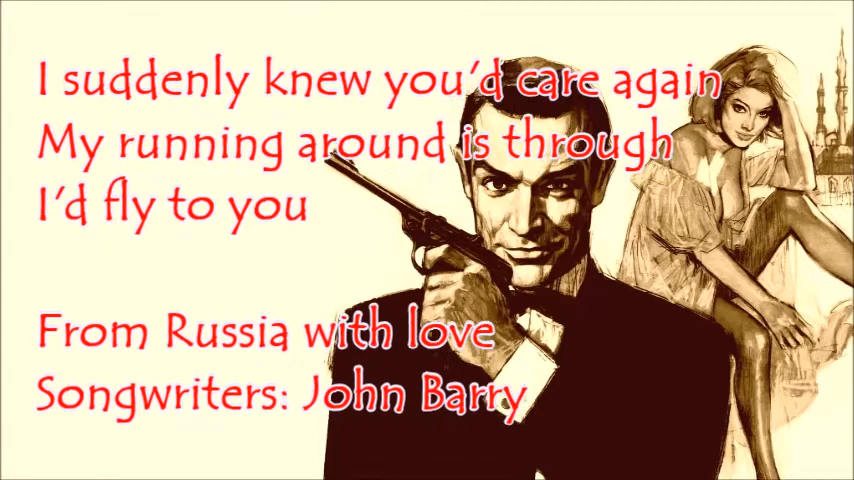 I suddenly knew you'd care again
My running around is through
I'd fly to you
From Russia with love
Songwriters: John Barry